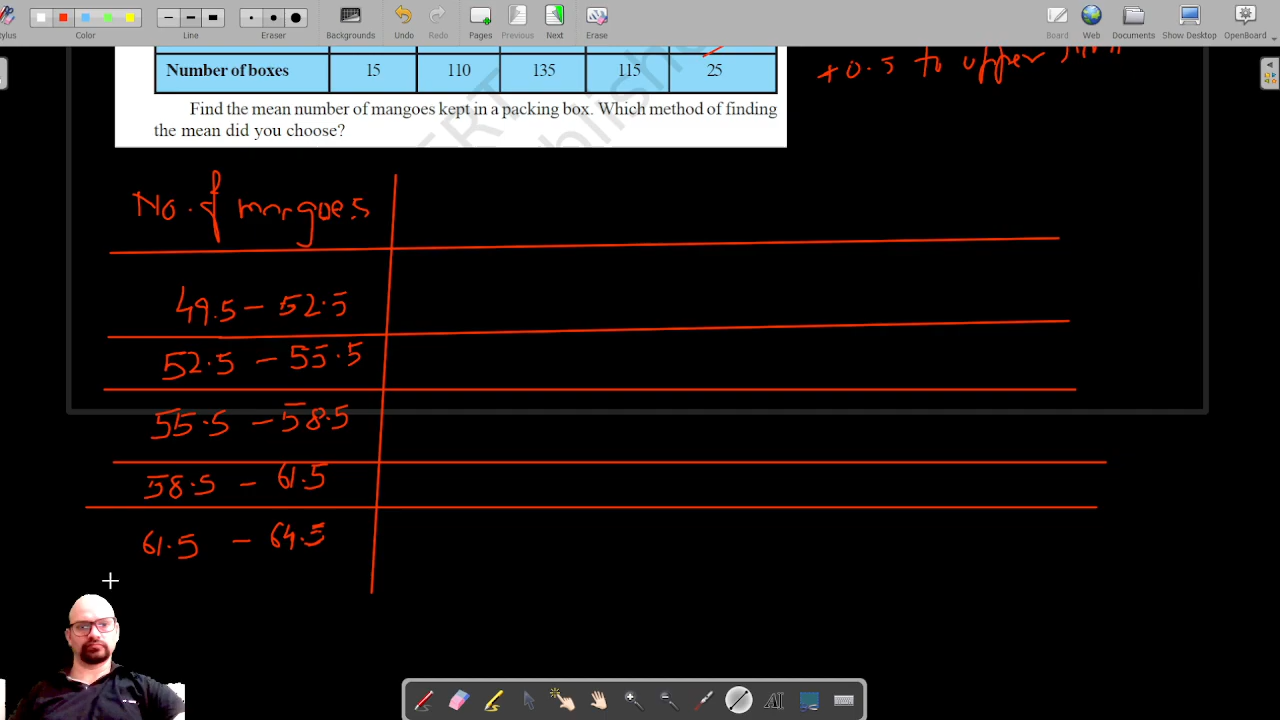 Stylus Color Line Eraser Backgrounds Undo Redo Pages Previous Next Erase Board Web Documents Show Desktop OpenBoard
Number of boxes 15 110 135 115 25
+0.5 to upper
Find the mean number of mangoes kept in a packing box. Which method of finding
the mean did you choose?
No. of mangoes
49.5 - 52.5
52.5 - 55.5
55.5 - 58.5
58.5 - 61.5
61.5 - 64.5